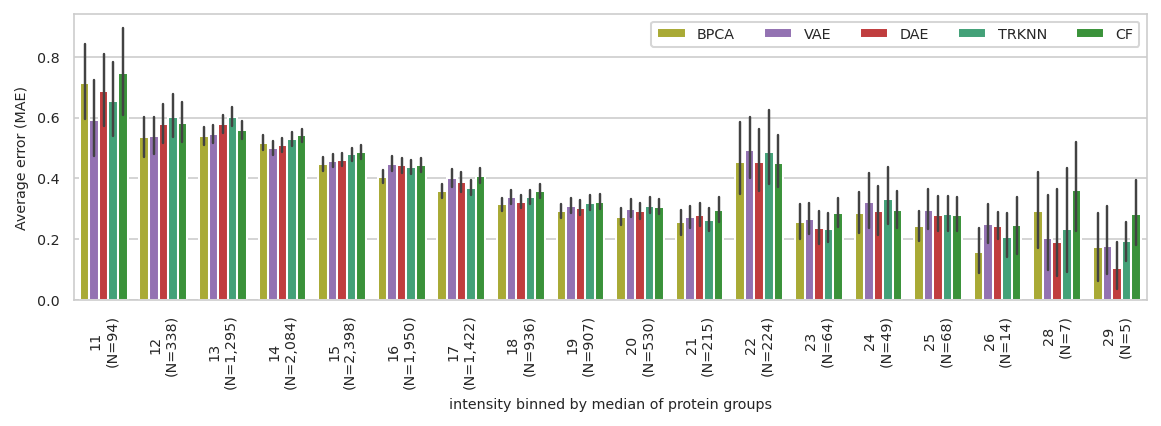 BPCA VAE DAE TRKNN CF
Average error (MAE)
0.8
0.6
0.4
0.2
0.0
11
(N=94)
12
(N=338)
13
(N=1,295)
14
(N=2,084)
15
(N=2,398)
16
(N=1,950)
17
(N=1,422)
18
(N=936)
19
(N=907)
20
(N=530)
21
(N=215)
22
(N=224)
23
(N=64)
24
(N=49)
25
(N=68)
26
(N=14)
28
(N=7)
29
(N=5)
intensity binned by median of protein groups